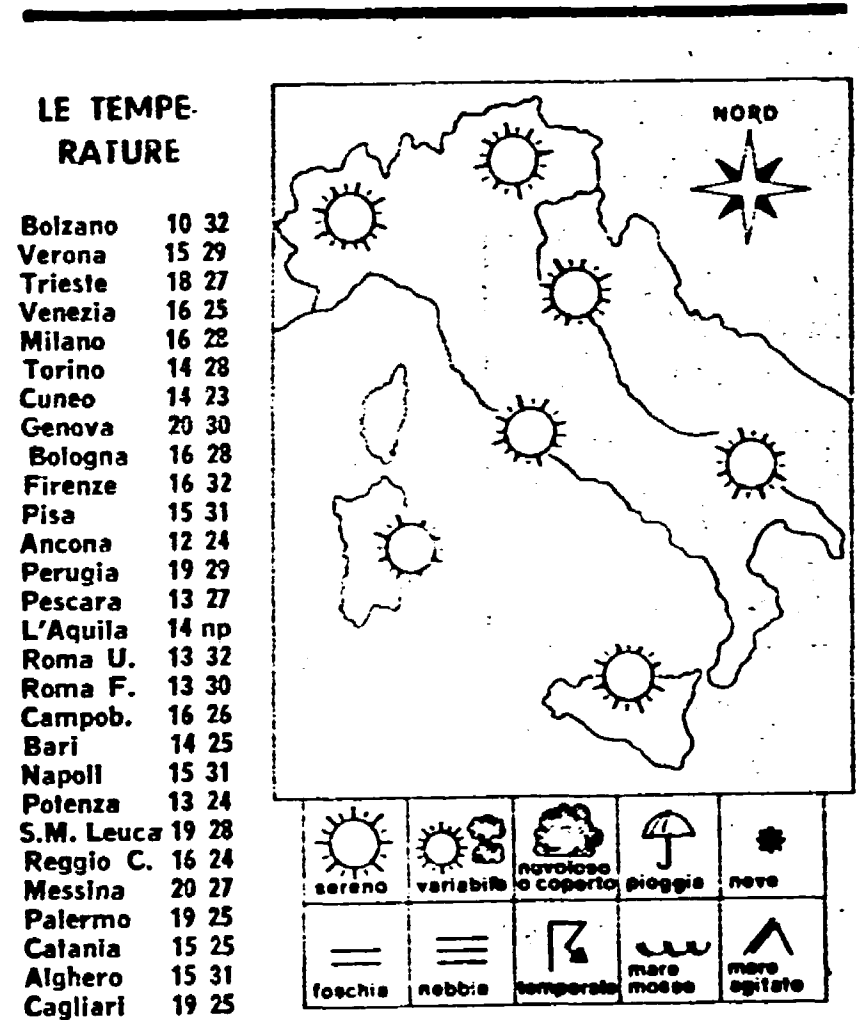 LE TEMPE-
RATURE
Bolzano 10 32
Verona 15 29
Trieste 18 27
Venezia 16 25
Milano 16 28
Torino 14 28
Cuneo 14 23
Genova 20 30
Bologna 16 28
Firenze 16 32
Pisa 15 31
Ancona 12 24
Perugia 19 29
Pescara 13 27
L'Aquila 14 np
Roma U. 13 32
Roma F. 13 30
Campob. 16 26
Bari 14 25
Napoli 15 31
Potenza 13 24
S.M. Leuca 19 28
Reggio C. 16 24
Messina 20 27
Palermo 19 25
Catania 15 25
Alghero 15 31
Cagliari 19 25
NORD
sereno
variabile
nuvoloso
o coperto
pioggia
neve
foschia
nebbia
temporale
mare
mosso
mare
agitato